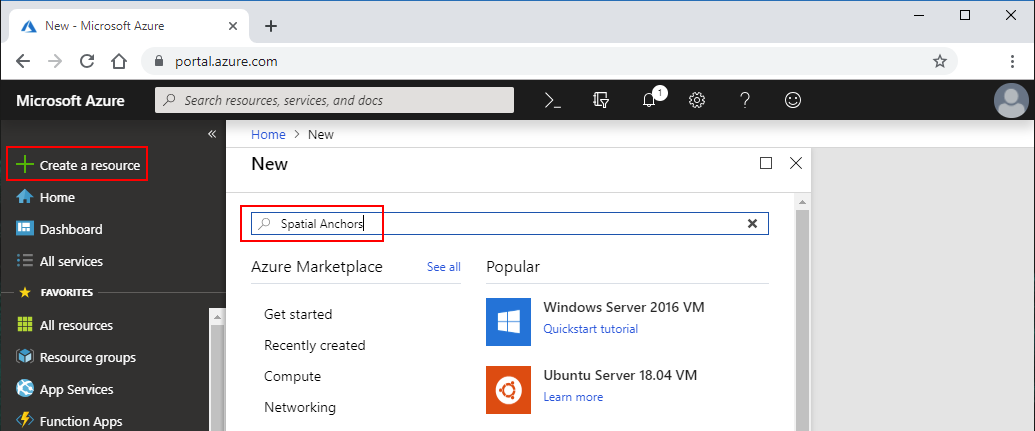 New - Microsoft Azure
portal.azure.com
Microsoft Azure
Search resources, services, and docs
1
Create a resource
Home
Dashboard
All services
FAVORITES
All resources
Resource groups
App Services
Function Apps
Home > New
New
Spatial Anchors
Azure Marketplace See all
Get started
Recently created
Compute
Networking
Popular
Windows Server 2016 VM
Quickstart tutorial
Ubuntu Server 18.04 VM
Learn more